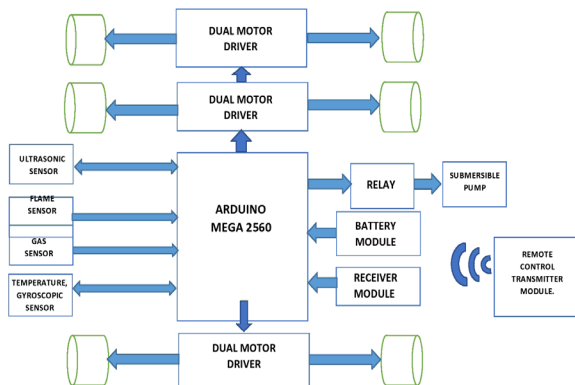 DUAL MOTOR
DRIVER
DUAL MOTOR
DRIVER
ULTRASONIC
SENSOR
FLAME
SENSOR
GAS
SENSOR
TEMPERATURE,
GYROSCOPIC
SENSOR
ARDUINO
MEGA 2560
RELAY
SUBMERSIBLE
PUMP
BATTERY
MODULE
RECEIVER
MODULE
REMOTE
CONTROL
TRANSMITTER
MODULE.
DUAL MOTOR
DRIVER